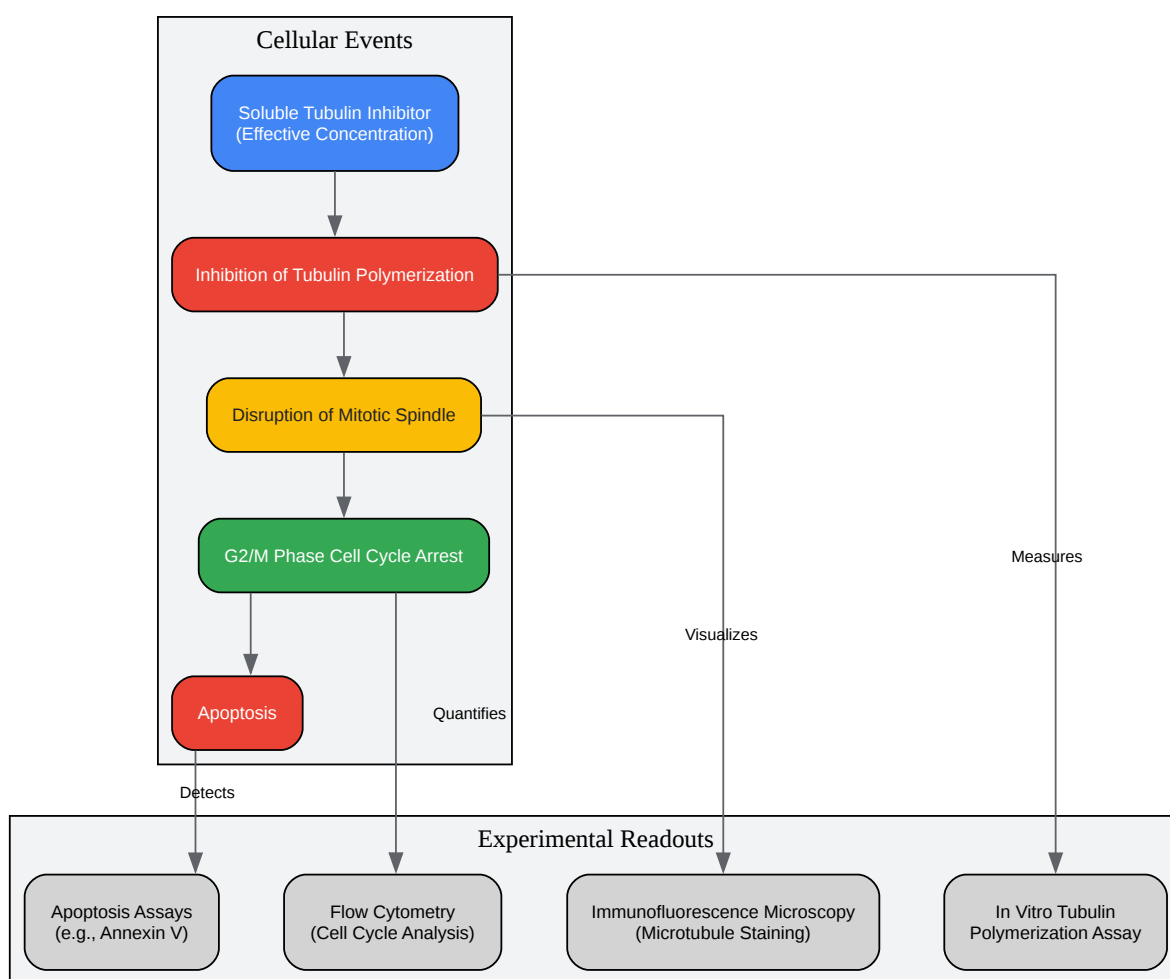 Cellular Events
Soluble Tubulin Inhibitor
(Effective Concentration)
Inhibition of Tubulin Polymerization
Disruption of Mitotic Spindle
G2/M Phase Cell Cycle Arrest
Measures
Visualizes
Apoptosis
Quantifies
Detects
Experimental Readouts
Apoptosis Assays
(e.g., Annexin V)
Flow Cytometry
(Cell Cycle Analysis)
Immunofluorescence Microscopy
(Microtubule Staining)
In Vitro Tubulin
Polymerization Assay